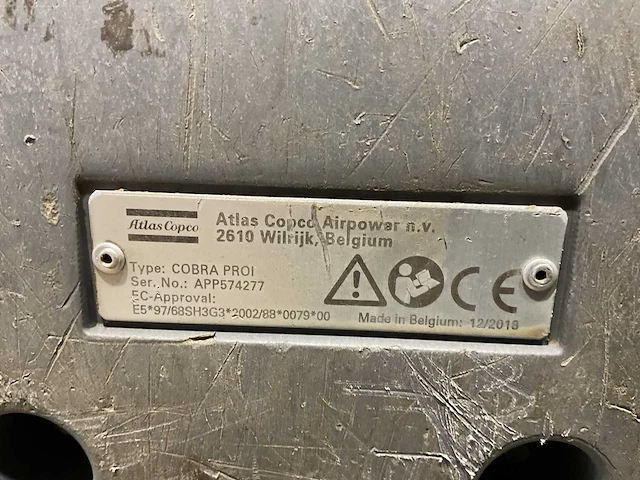 Atlas Copco
Atlas Copco Airpower n.v.
2610 Wilrijk, Belgium
Type: COBRA PROI
Ser. No.: APP574277
EC-Approval:
E5*97/68SH3G3*2002/88*0079*00
CE
Made in Belgium: 12/2018